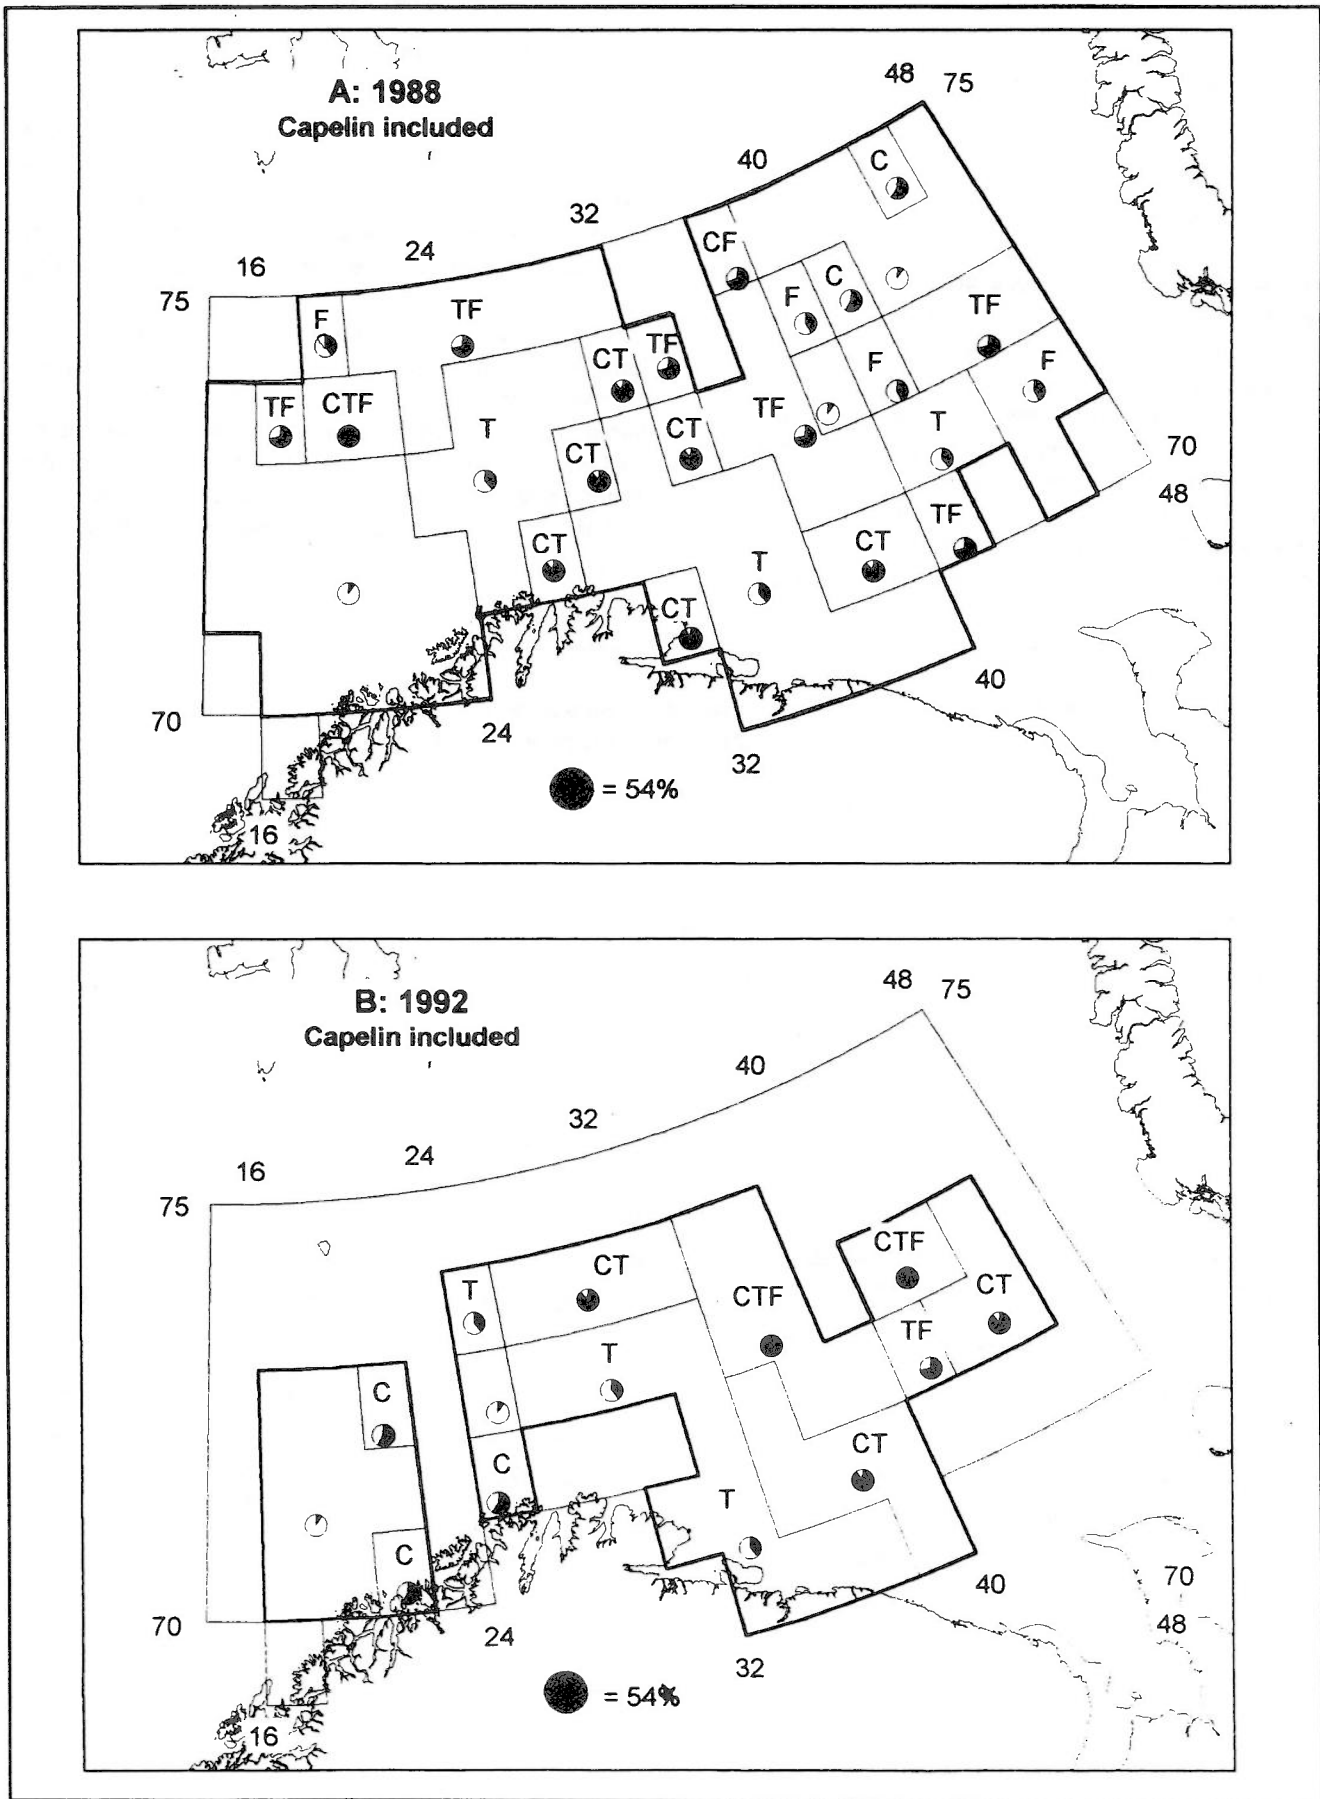 A: 1988
Capelin included
48 75
40
C
32
CF
24
16
C
75
F
TF
F
TF
CT
TF
F
F
TF
CTF
TF
T
T
CT
70
CT
48
TF
CT
CT
T
CT
40
70
24
32
= 54%
16
B: 1992
Capelin included
48 75
40
32
24
16
75
CTF
CT
CT
T
CTF
TF
T
C
CT
C
T
C
70
40
70
24
48
32
= 54%
16